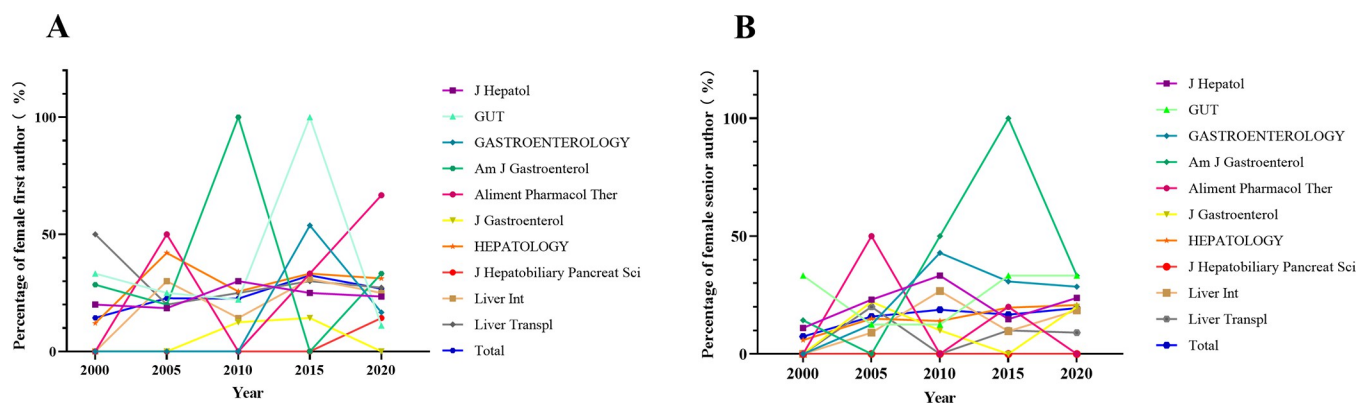 A
Percentage of female first author ( %)
100
50
0
2000 2005 2010 2015 2020
Year
J Hepatol
GUT
GASTROENTEROLOGY
Am J Gastroenterol
Aliment Pharmacol Ther
J Gastroenterol
HEPATOLOGY
J Hepatobiliary Pancreat Sci
Liver Int
Liver Transpl
Total
B
Percentage of female senior author ( %)
100
50
0
2000 2005 2010 2015 2020
Year
J Hepatol
GUT
GASTROENTEROLOGY
Am J Gastroenterol
Aliment Pharmacol Ther
J Gastroenterol
HEPATOLOGY
J Hepatobiliary Pancreat Sci
Liver Int
Liver Transpl
Total